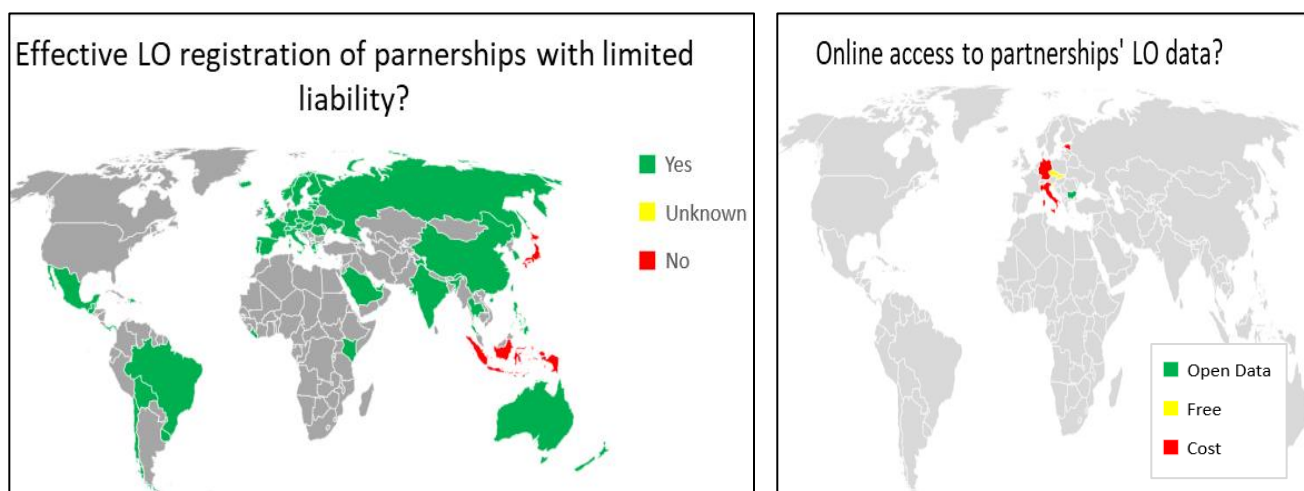 Effective LO registration of parnerships with limited
liability?
Yes
Unknown
No
Online access to partnerships' LO data?
Open Data
Free
Cost